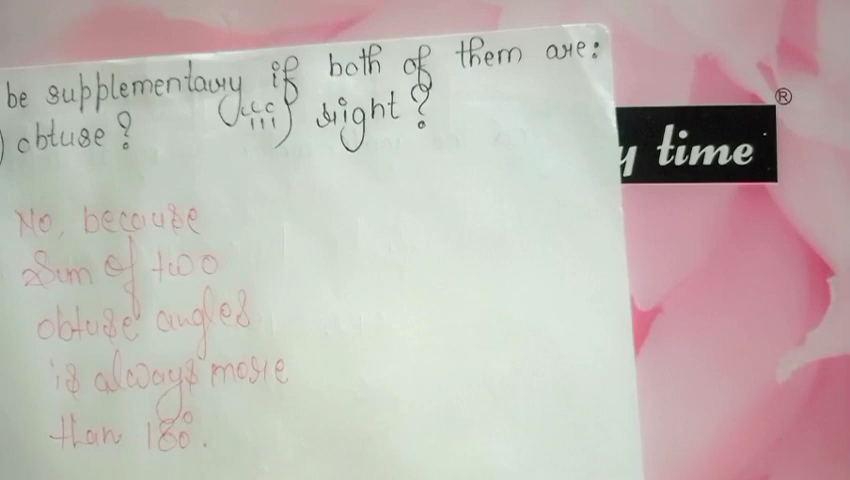 be supplementary if both of them are:
) obtuse? (iii) right?
y time ®
No, because
Sum of two
obtuse angles
is always more
than 180°.